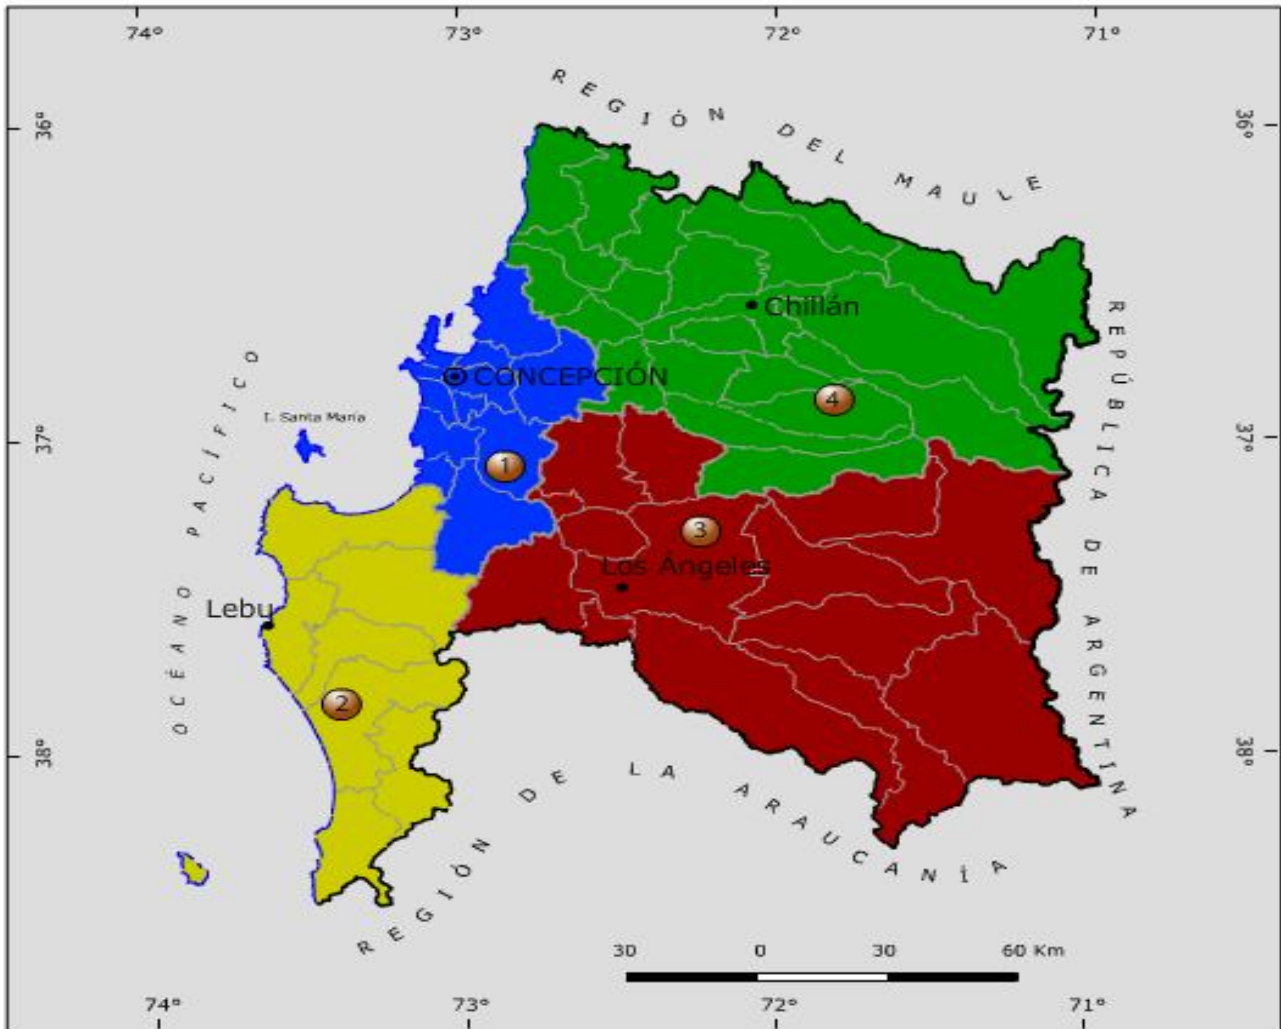 74° 73° 72° 71°
REGIÓN DEL MAULE
36° 36°
Chillán
CONCEPCIÓN
4
I. Santa María
37° 37°
1
OCÉANO PACÍFICO
REPÚBLICA DE ARGENTINA
3
Los Ángeles
Lebu
2
38° 38°
REGIÓN DE LA ARAUCANÍA
30 0 30 60 Km
74° 73° 72° 71°